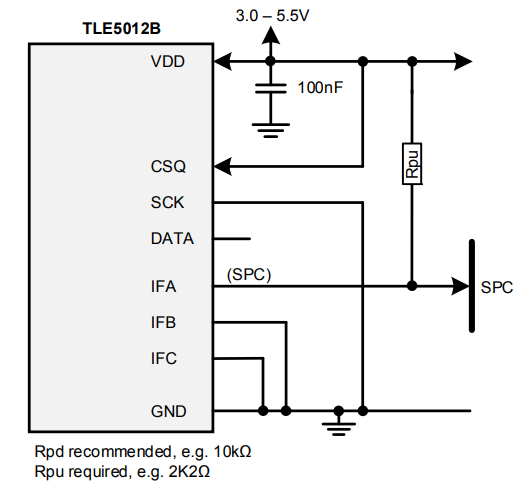 3.0 – 5.5V
TLE5012B
VDD
100nF
CSQ
Rpu
SCK
DATA
IFA
(SPC)
SPC
IFB
IFC
GND
Rpd recommended, e.g. 10kΩ
Rpu required, e.g. 2K2Ω